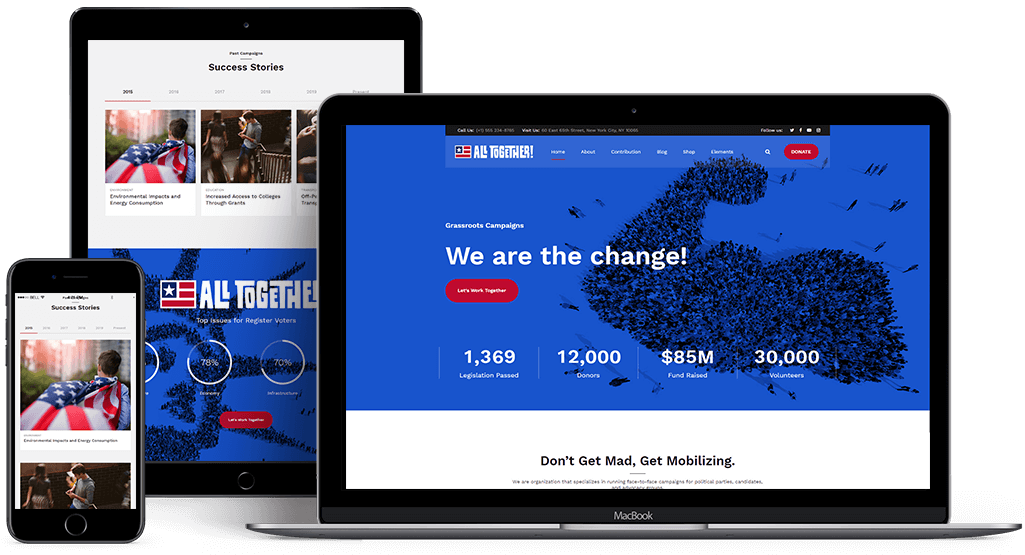 Past Campaigns
Success Stories
2015 2016 2017 2018 2019 Present
ENVIRONMENT
Environmental Impacts and
Energy Consumption
EDUCATION
Increased Access to Colleges
Through Grants
ALL TOGETHER!
Top Issues for Register Voters
78%
70%
Economy
Infrastructure
Let's Work Together
BELL
Success Stories
2015 2016 2017 2018 2019 Present
ENVIRONMENT
Environmental Impacts and Energy Consumption
Call Us: (+1) 555 234-8765 Visit Us: 60 East 65th Street, New York City, NY 10065
Follow us:
ALL TOGETHER!
Home About Contribution Blog Shop Elements
DONATE
Grassroots Campaigns
We are the change!
Let's Work Together
1,369 12,000 $85M 30,000
Legislation Passed Donors Fund Raised Volunteers
Don't Get Mad, Get Mobilizing.
We are organization that specializes in running face-to-face campaigns for political parties, candidates,
and advocacy groups.
MacBook